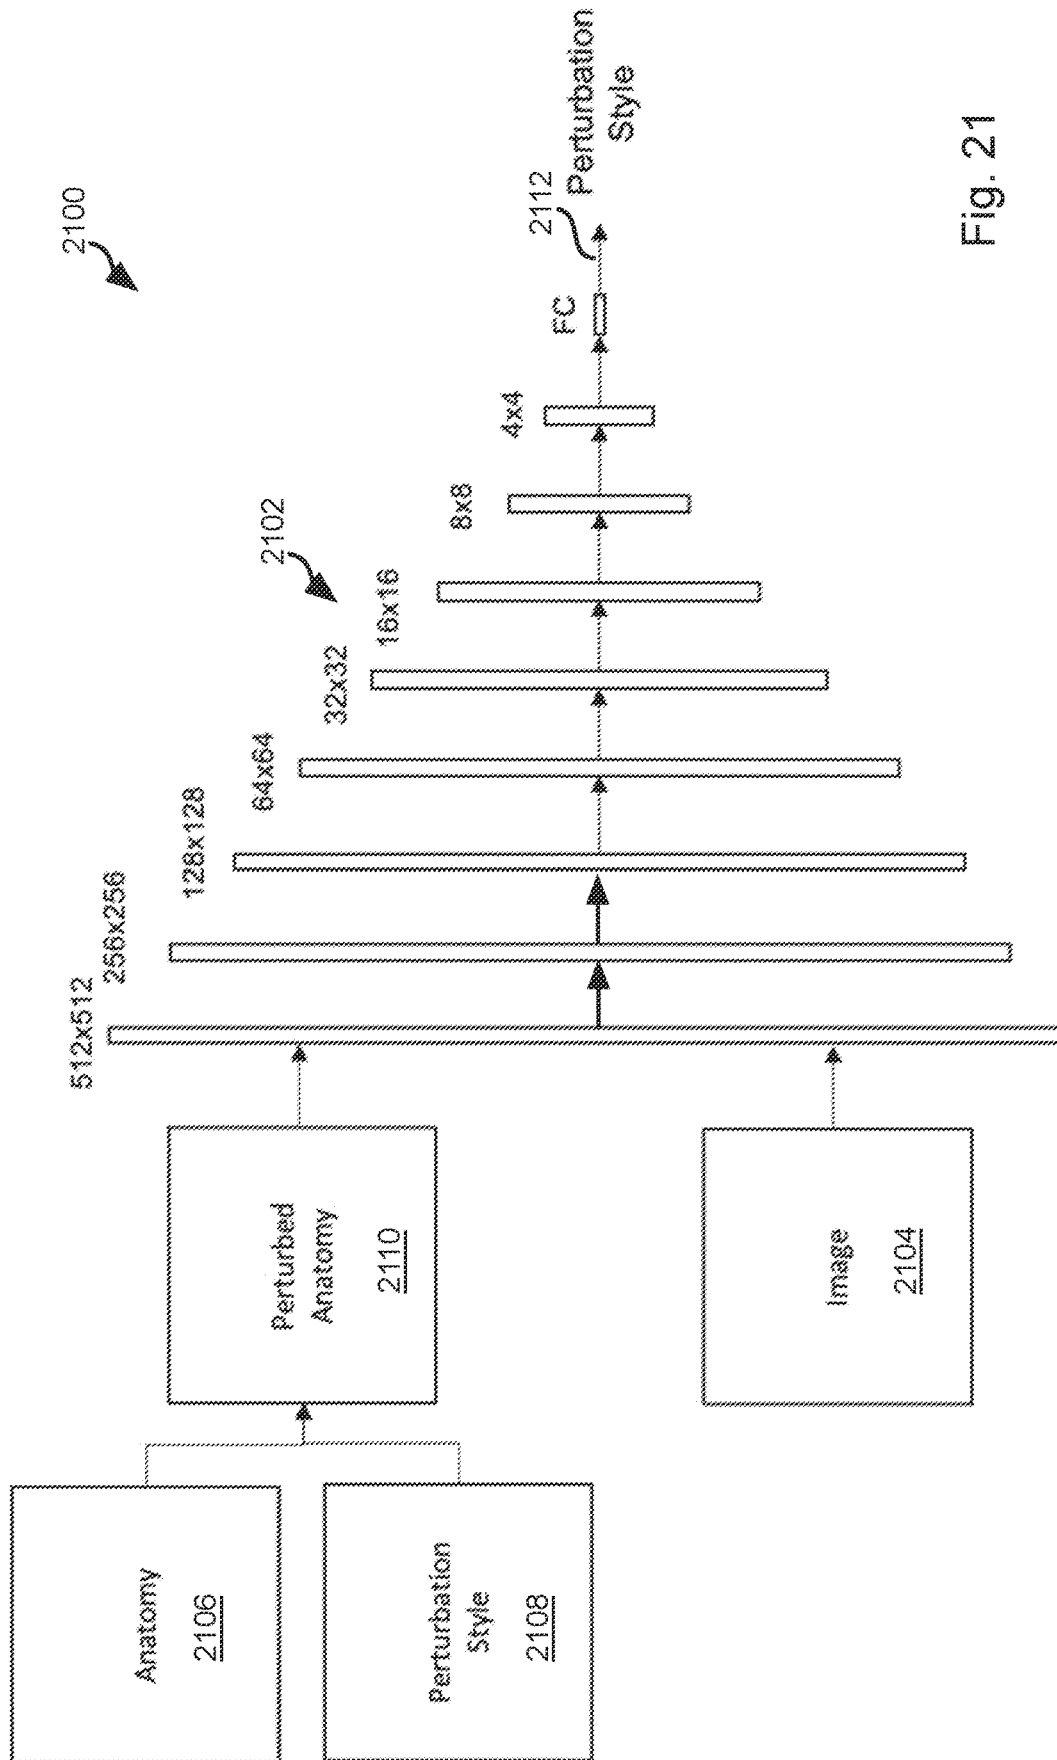 2100
2102
512x512
256x256
128x128
64x64
32x32
16x16
8x8
4x4
FC
2112
Perturbation
Style
Anatomy
2106
Perturbation
Style
2108
Perturbed
Anatomy
2110
Image
2104
Fig. 21